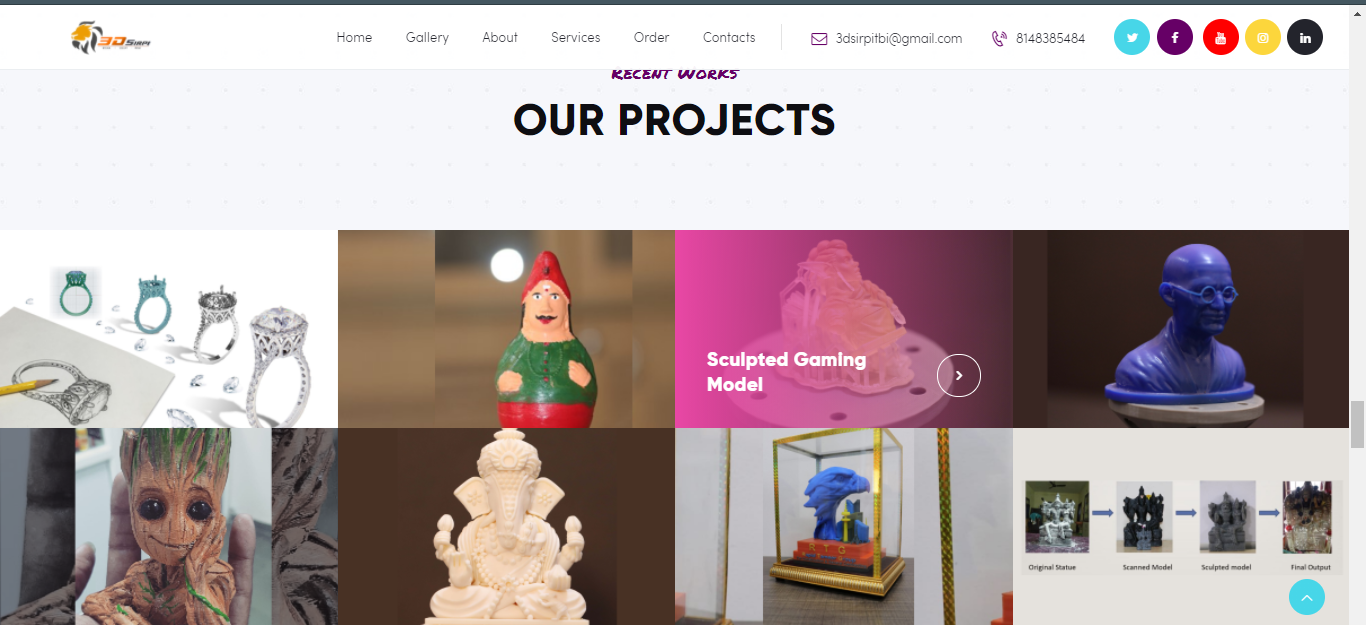 3D SIRPI
Home Gallery About Services Order Contacts 3dsirpitbi@gmail.com 8148385484
Recent Works
OUR PROJECTS
Sculpted Gaming
Model
RTG
Original Statue Scanned Model Sculpted model Final Output